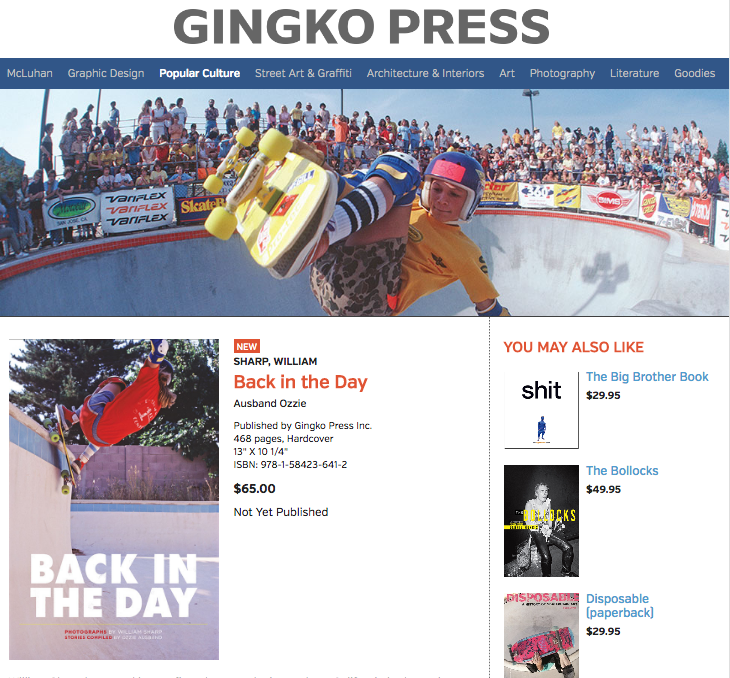 GINGKO PRESS
McLuhan Graphic Design Popular Culture Street Art & Graffiti Architecture & Interiors Art Photography Literature Goodies
VARIFLEX
VARIFLEX
VARIFLEX
SkateB
SIMS
NEW
SHARP, WILLIAM
Back in the Day
Ausband Ozzie
Published by Gingko Press Inc.
468 pages, Hardcover
13" X 10 1/4"
ISBN: 978-1-58423-641-2
$65.00
Not Yet Published
BACK IN
THE DAY
PHOTOGRAPHS BY WILLIAM SHARP
STORIES COMPILED BY OZZIE AUSBAND
YOU MAY ALSO LIKE
shit
The Big Brother Book
$29.95
BOLLOCKS
The Bollocks
$49.95
DISPOSABLE
Disposable
(paperback)
$29.95